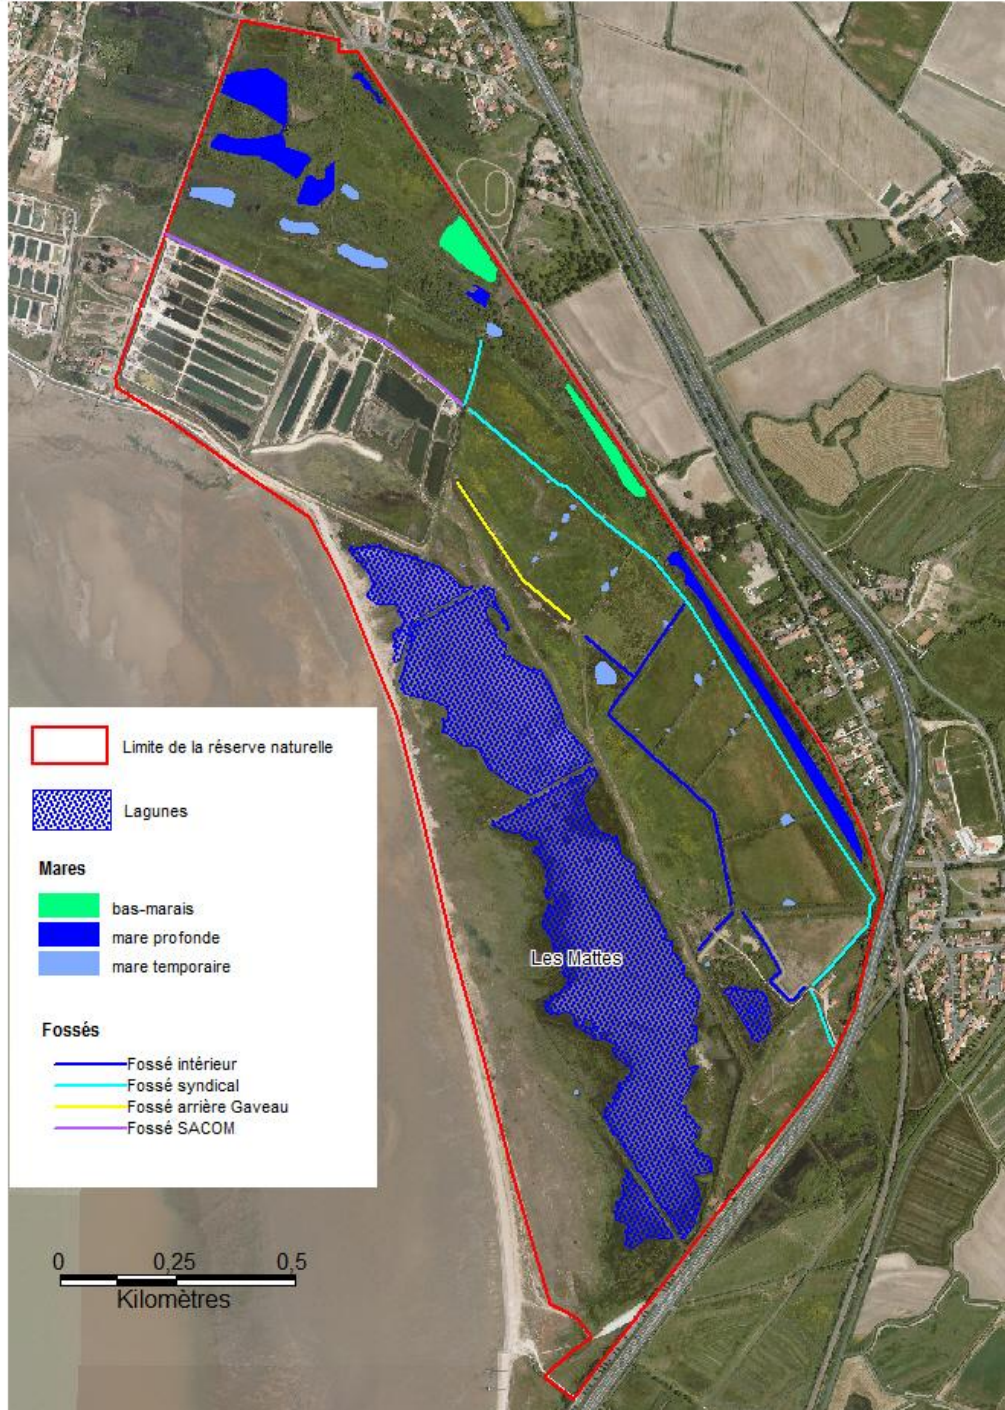 Les Mattes
Limite de la réserve naturelle
Lagunes
Mares
bas-marais
mare profonde
mare temporaire
Fossés
Fossé intérieur
Fossé syndical
Fossé arrière Gaveau
Fossé SACOM
0 0,25 0,5
Kilomètres